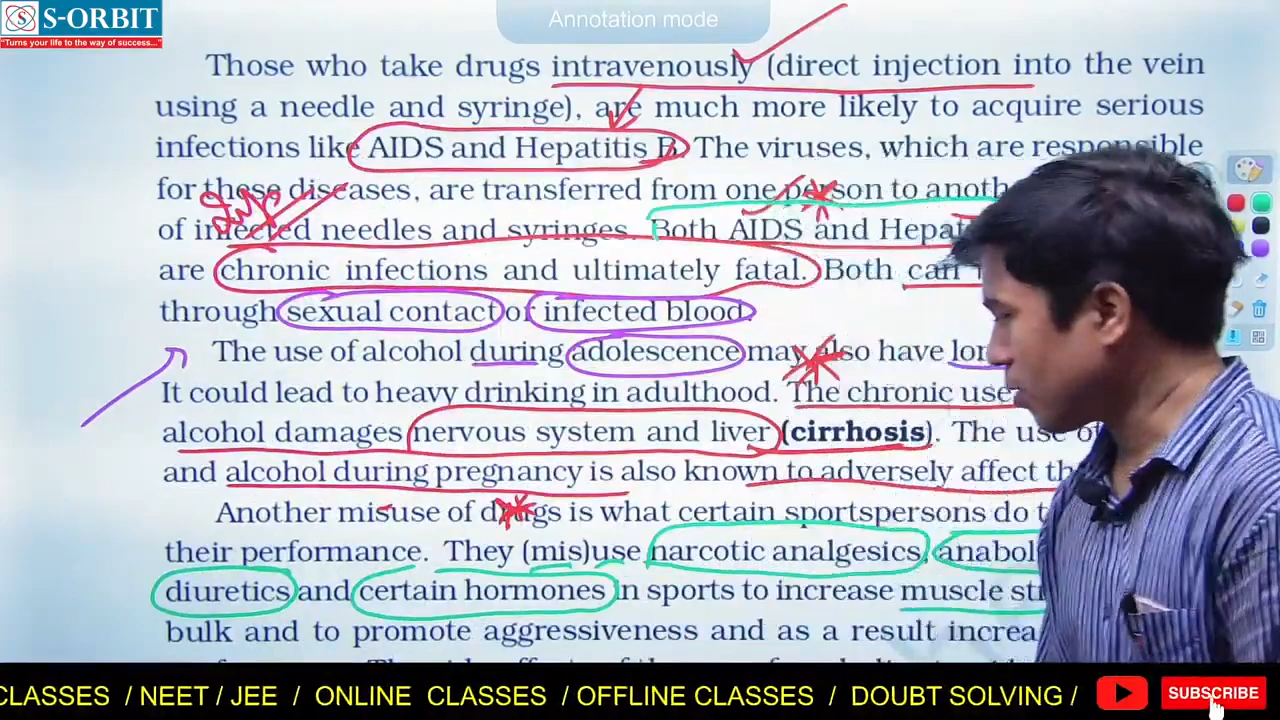 S-ORBIT
"Turns your life to the way of success..."
Annotation mode
Those who take drugs intravenously (direct injection into the vein
using a needle and syringe), are much more likely to acquire serious
infections like AIDS and Hepatitis B. The viruses, which are responsible
for these diseases, are transferred from one person to anoth
of infected needles and syringes. Both AIDS and Hepat
are chronic infections and ultimately fatal. Both can
through sexual contact or infected blood.
The use of alcohol during adolescence may also have lon
It could lead to heavy drinking in adulthood. The chronic use
alcohol damages nervous system and liver (cirrhosis). The use of
and alcohol during pregnancy is also known to adversely affect th
Another misuse of drugs is what certain sportspersons do t
their performance. They (mis)use narcotic analgesics, anabol
diuretics and certain hormones in sports to increase muscle str
bulk and to promote aggressiveness and as a result increa
CLASSES / NEET / JEE / ONLINE CLASSES / OFFLINE CLASSES / DOUBT SOLVING /
SUBSCRIBE